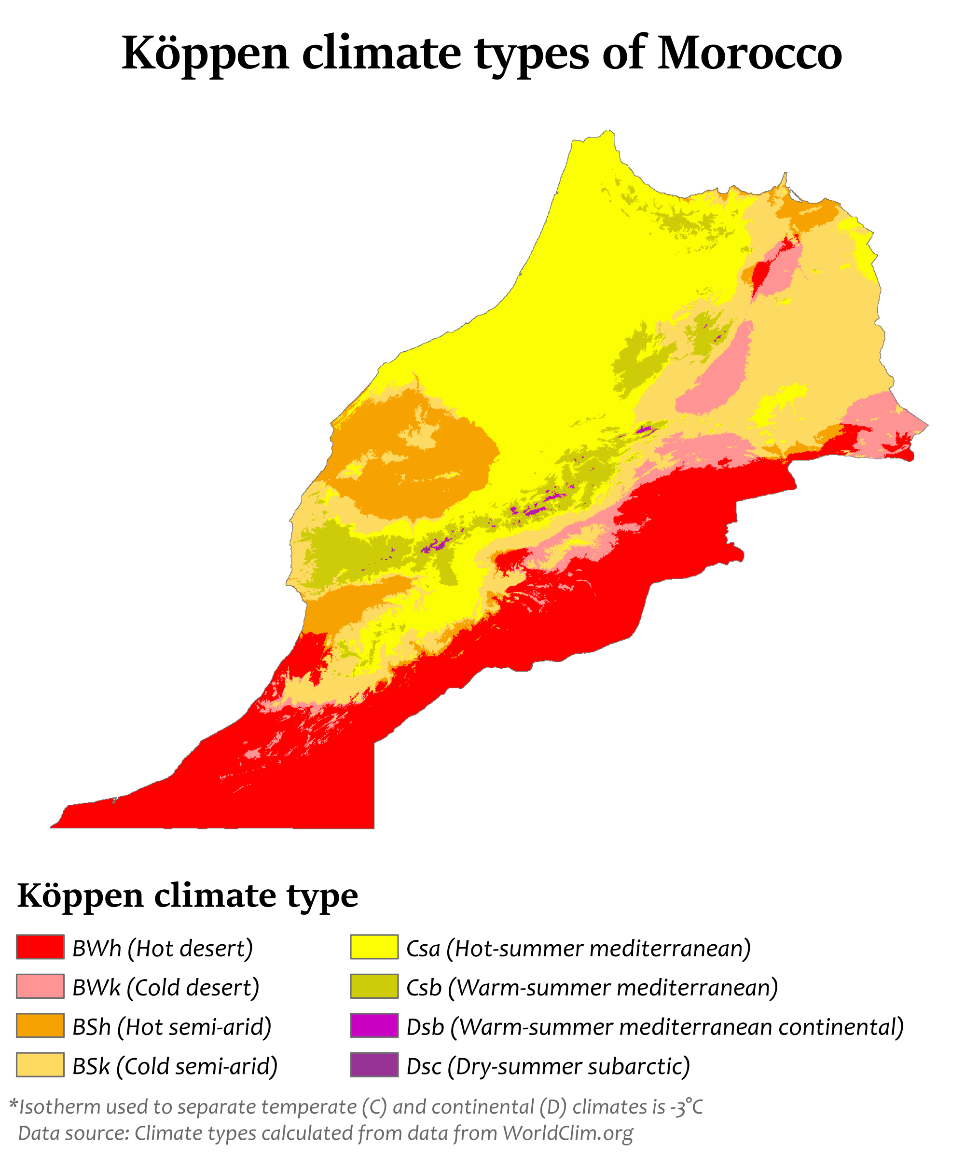 Köppen climate types of Morocco
Köppen climate type
BWh (Hot desert)
BWk (Cold desert)
BSh (Hot semi-arid)
BSk (Cold semi-arid)
Csa (Hot-summer mediterranean)
Csb (Warm-summer mediterranean)
Dsb (Warm-summer mediterranean continental)
Dsc (Dry-summer subarctic)
*Isotherm used to separate temperate (C) and continental (D) climates is -3°C
Data source: Climate types calculated from data from WorldClim.org